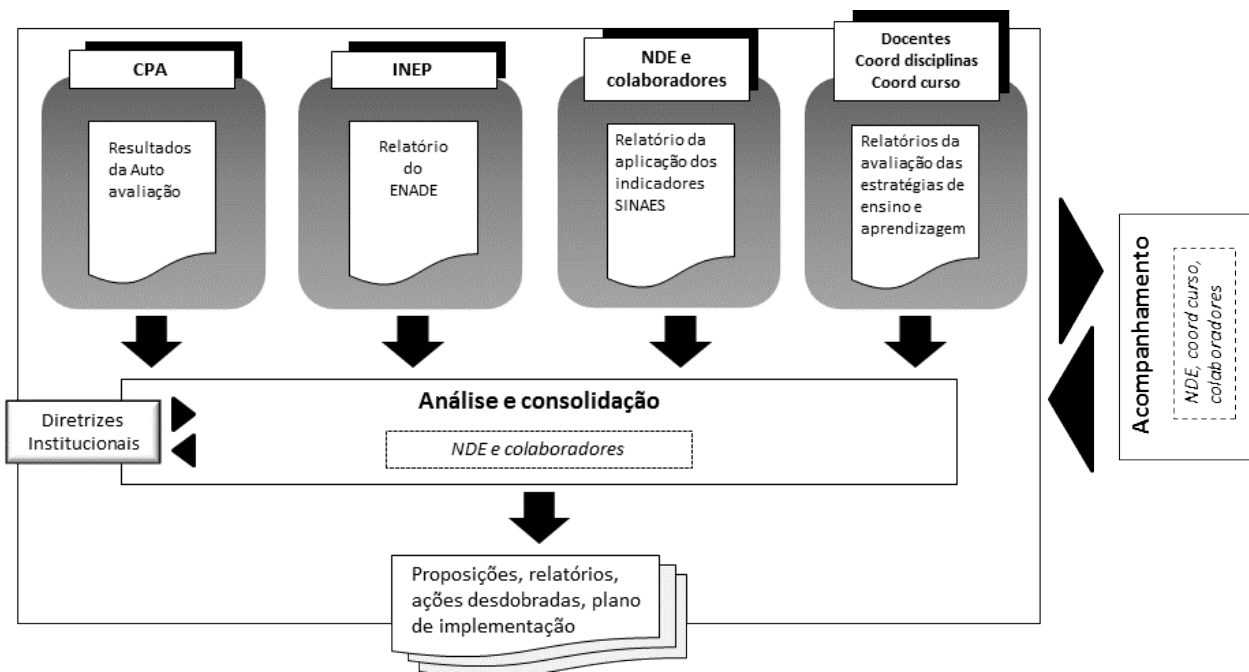 CPA
Resultados
da Auto
avaliação
INEP
Relatório
do
ENADE
NDE e
colaboradores
Relatório da
aplicação dos
indicadores
SINAES
Docentes
Coord disciplinas
Coord curso
Relatórios da
avaliação das
estratégias de
ensino e
aprendizagem
Diretrizes
Institucionais
Análise e consolidação
NDE e colaboradores
Proposições, relatórios,
ações desdobradas, plano
de implementação
Acompanhamento
NDE, coord curso,
colaboradores